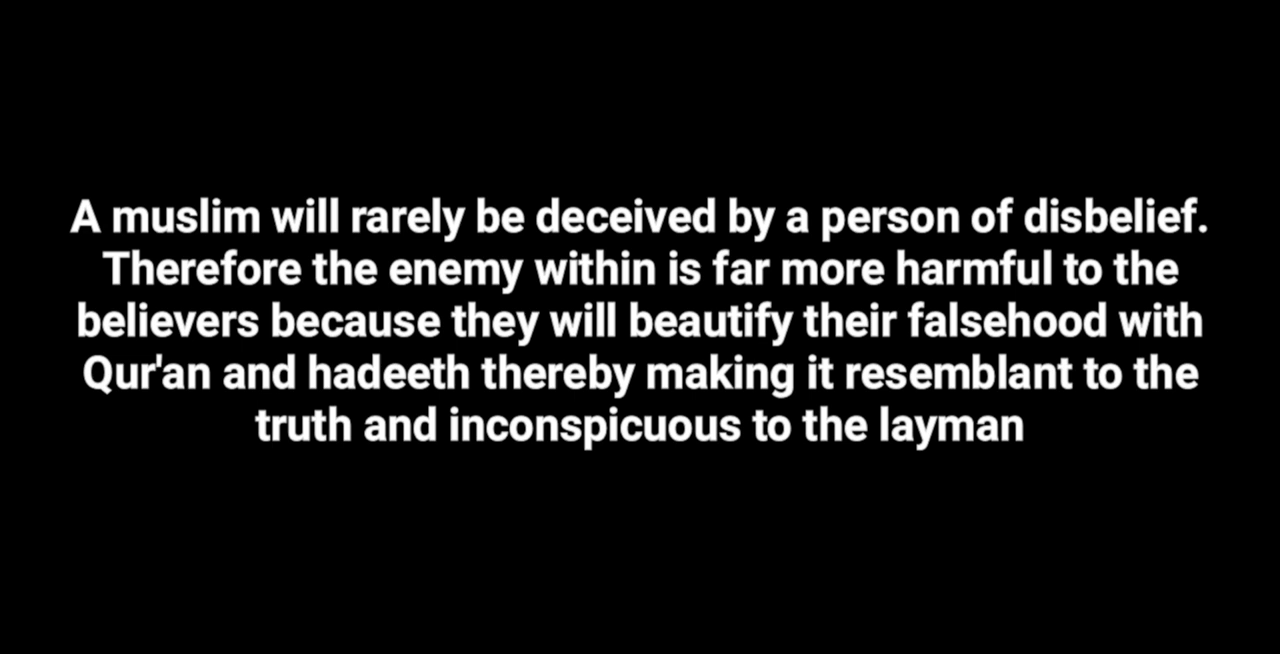 A muslim will rarely be deceived by a person of disbelief.
Therefore the enemy within is far more harmful to the
believers because they will beautify their falsehood with
Qur'an and hadeeth thereby making it resemblant to the
truth and inconspicuous to the layman